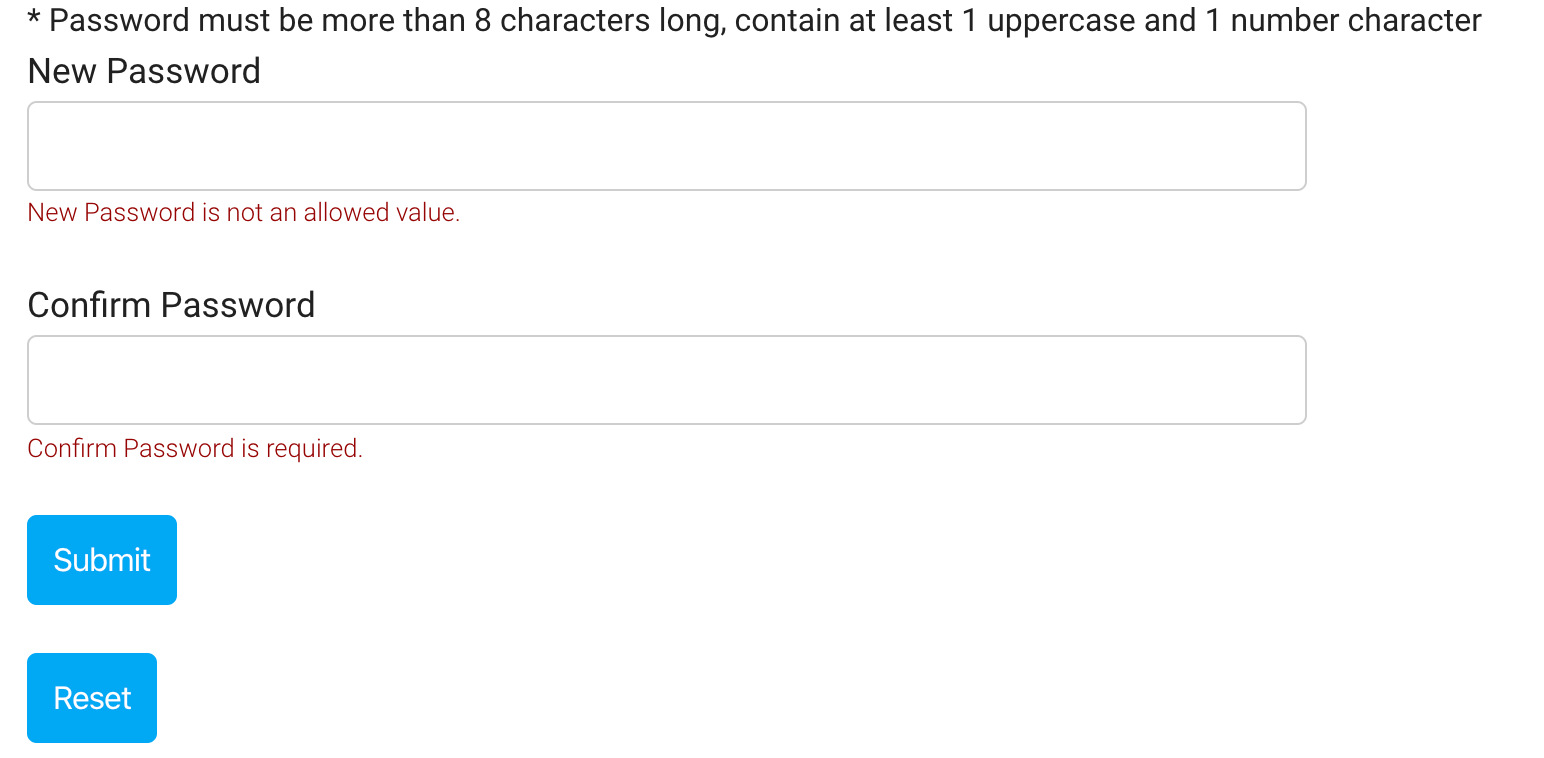 * Password must be more than 8 characters long, contain at least 1 uppercase and 1 number character
New Password
New Password is not an allowed value.
Confirm Password
Confirm Password is required.
Submit
Reset